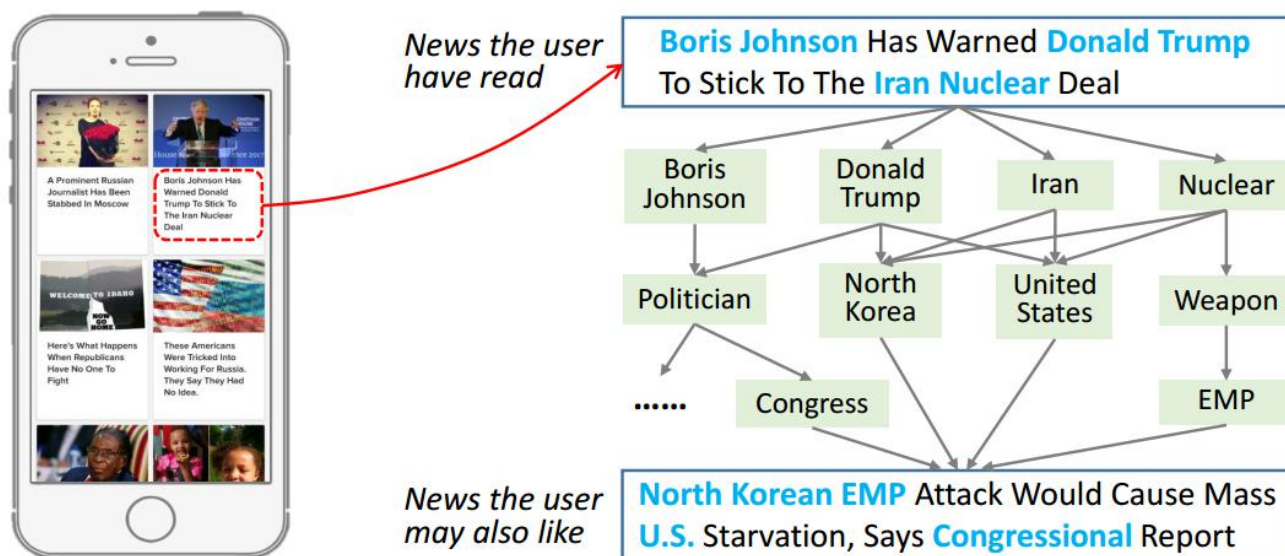 News the user
have read
Boris Johnson Has Warned Donald Trump
To Stick To The Iran Nuclear Deal
A Prominent Russian
Journalist Has Been
Stabbed In Moscow
Boris Johnson Has
Warned Donald
Trump To Stick To
The Iran Nuclear
Deal
WELCOME TO IDAHO
NOW
GO
HOME
Here's What Happens
When Republicans
Have No One To
Fight
These Americans
Were Tricked Into
Working For Russia.
They Say They Had
No Idea.
Boris
Johnson
Donald
Trump
Iran
Nuclear
Politician
North
Korea
United
States
Weapon
......
Congress
EMP
News the user
may also like
North Korean EMP Attack Would Cause Mass
U.S. Starvation, Says Congressional Report